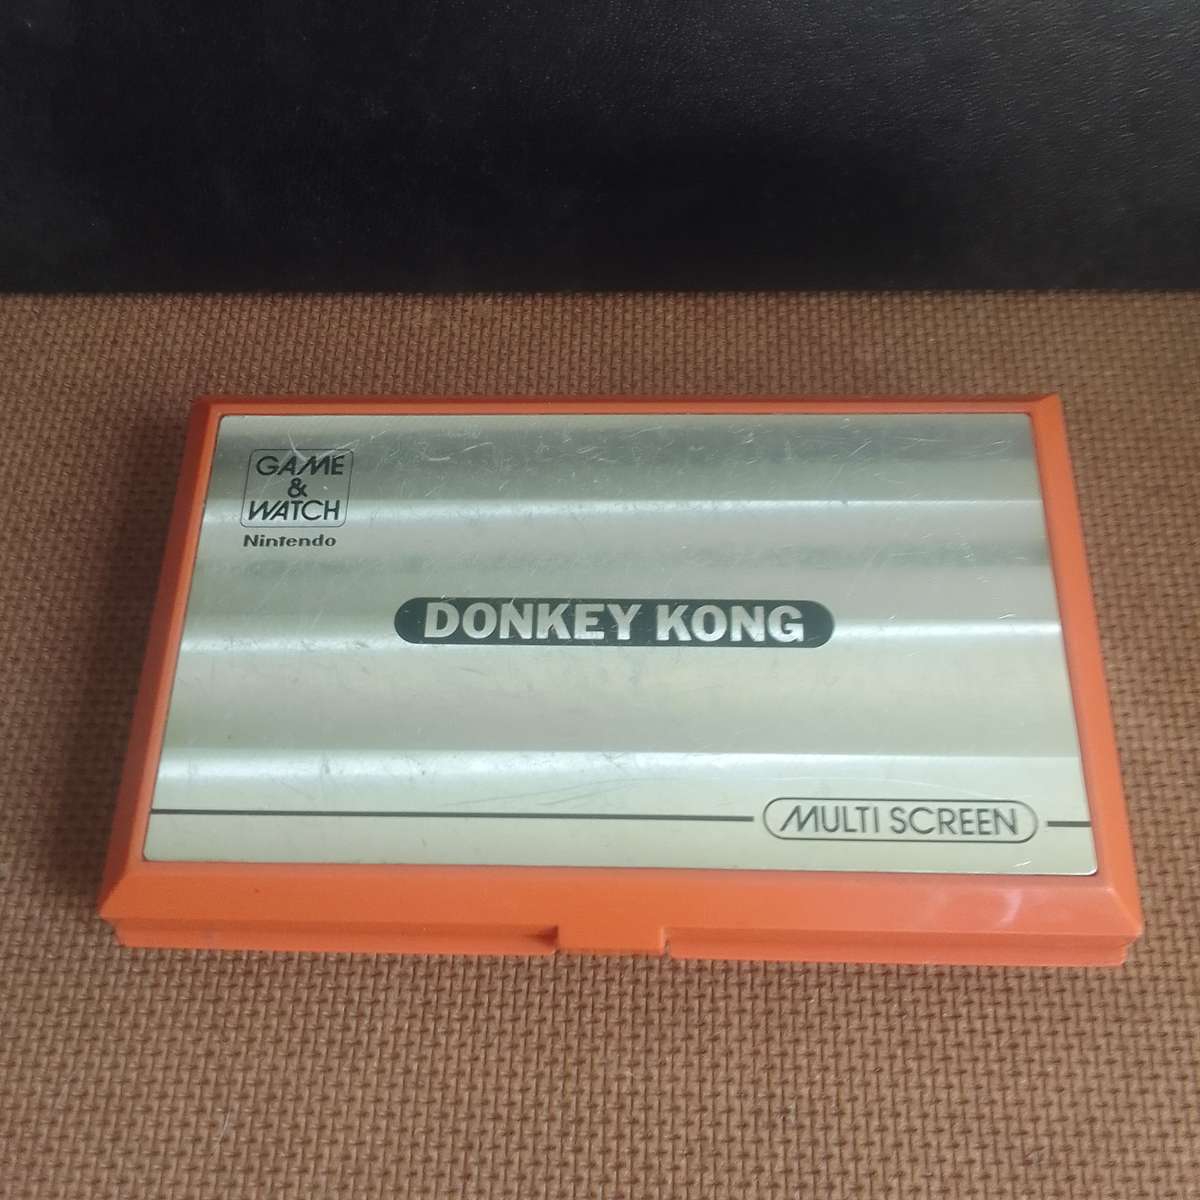 GAME
&
WATCH
Nintendo
DONKEY KONG
MULTI SCREEN